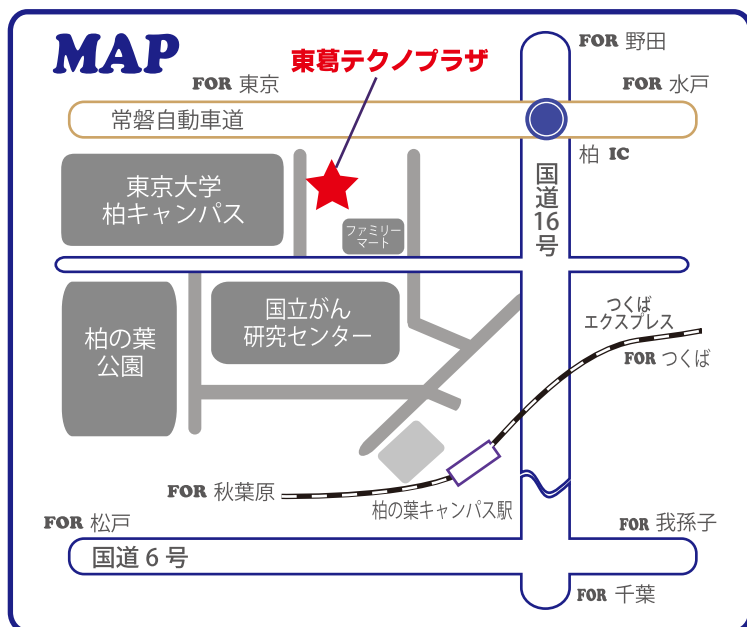 MAP
東葛テクノプラザ
FOR 野田
FOR 東京
FOR 水戸
常磐自動車道
柏 IC
東京大学
柏キャンパス
国道16号
ファミリー
マート
つくば
エクスプレス
国立がん
研究センター
柏の葉
公園
FOR つくば
FOR 秋葉原
柏の葉キャンパス駅
FOR 松戸
FOR 我孫子
国道 6 号
FOR 千葉